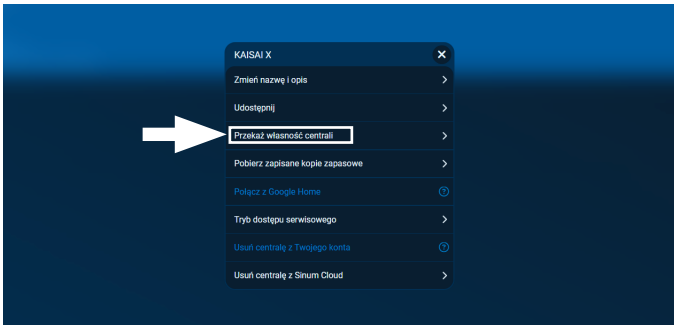 KAISAI X
Zmień nazwę i opis
Udostępnij
Przekaż własność centrali
Pobierz zapisane kopie zapasowe
Połącz z Google Home
Tryb dostępu serwisowego
Usuń centralę z Twojego konta
Usuń centralę z Sinum Cloud